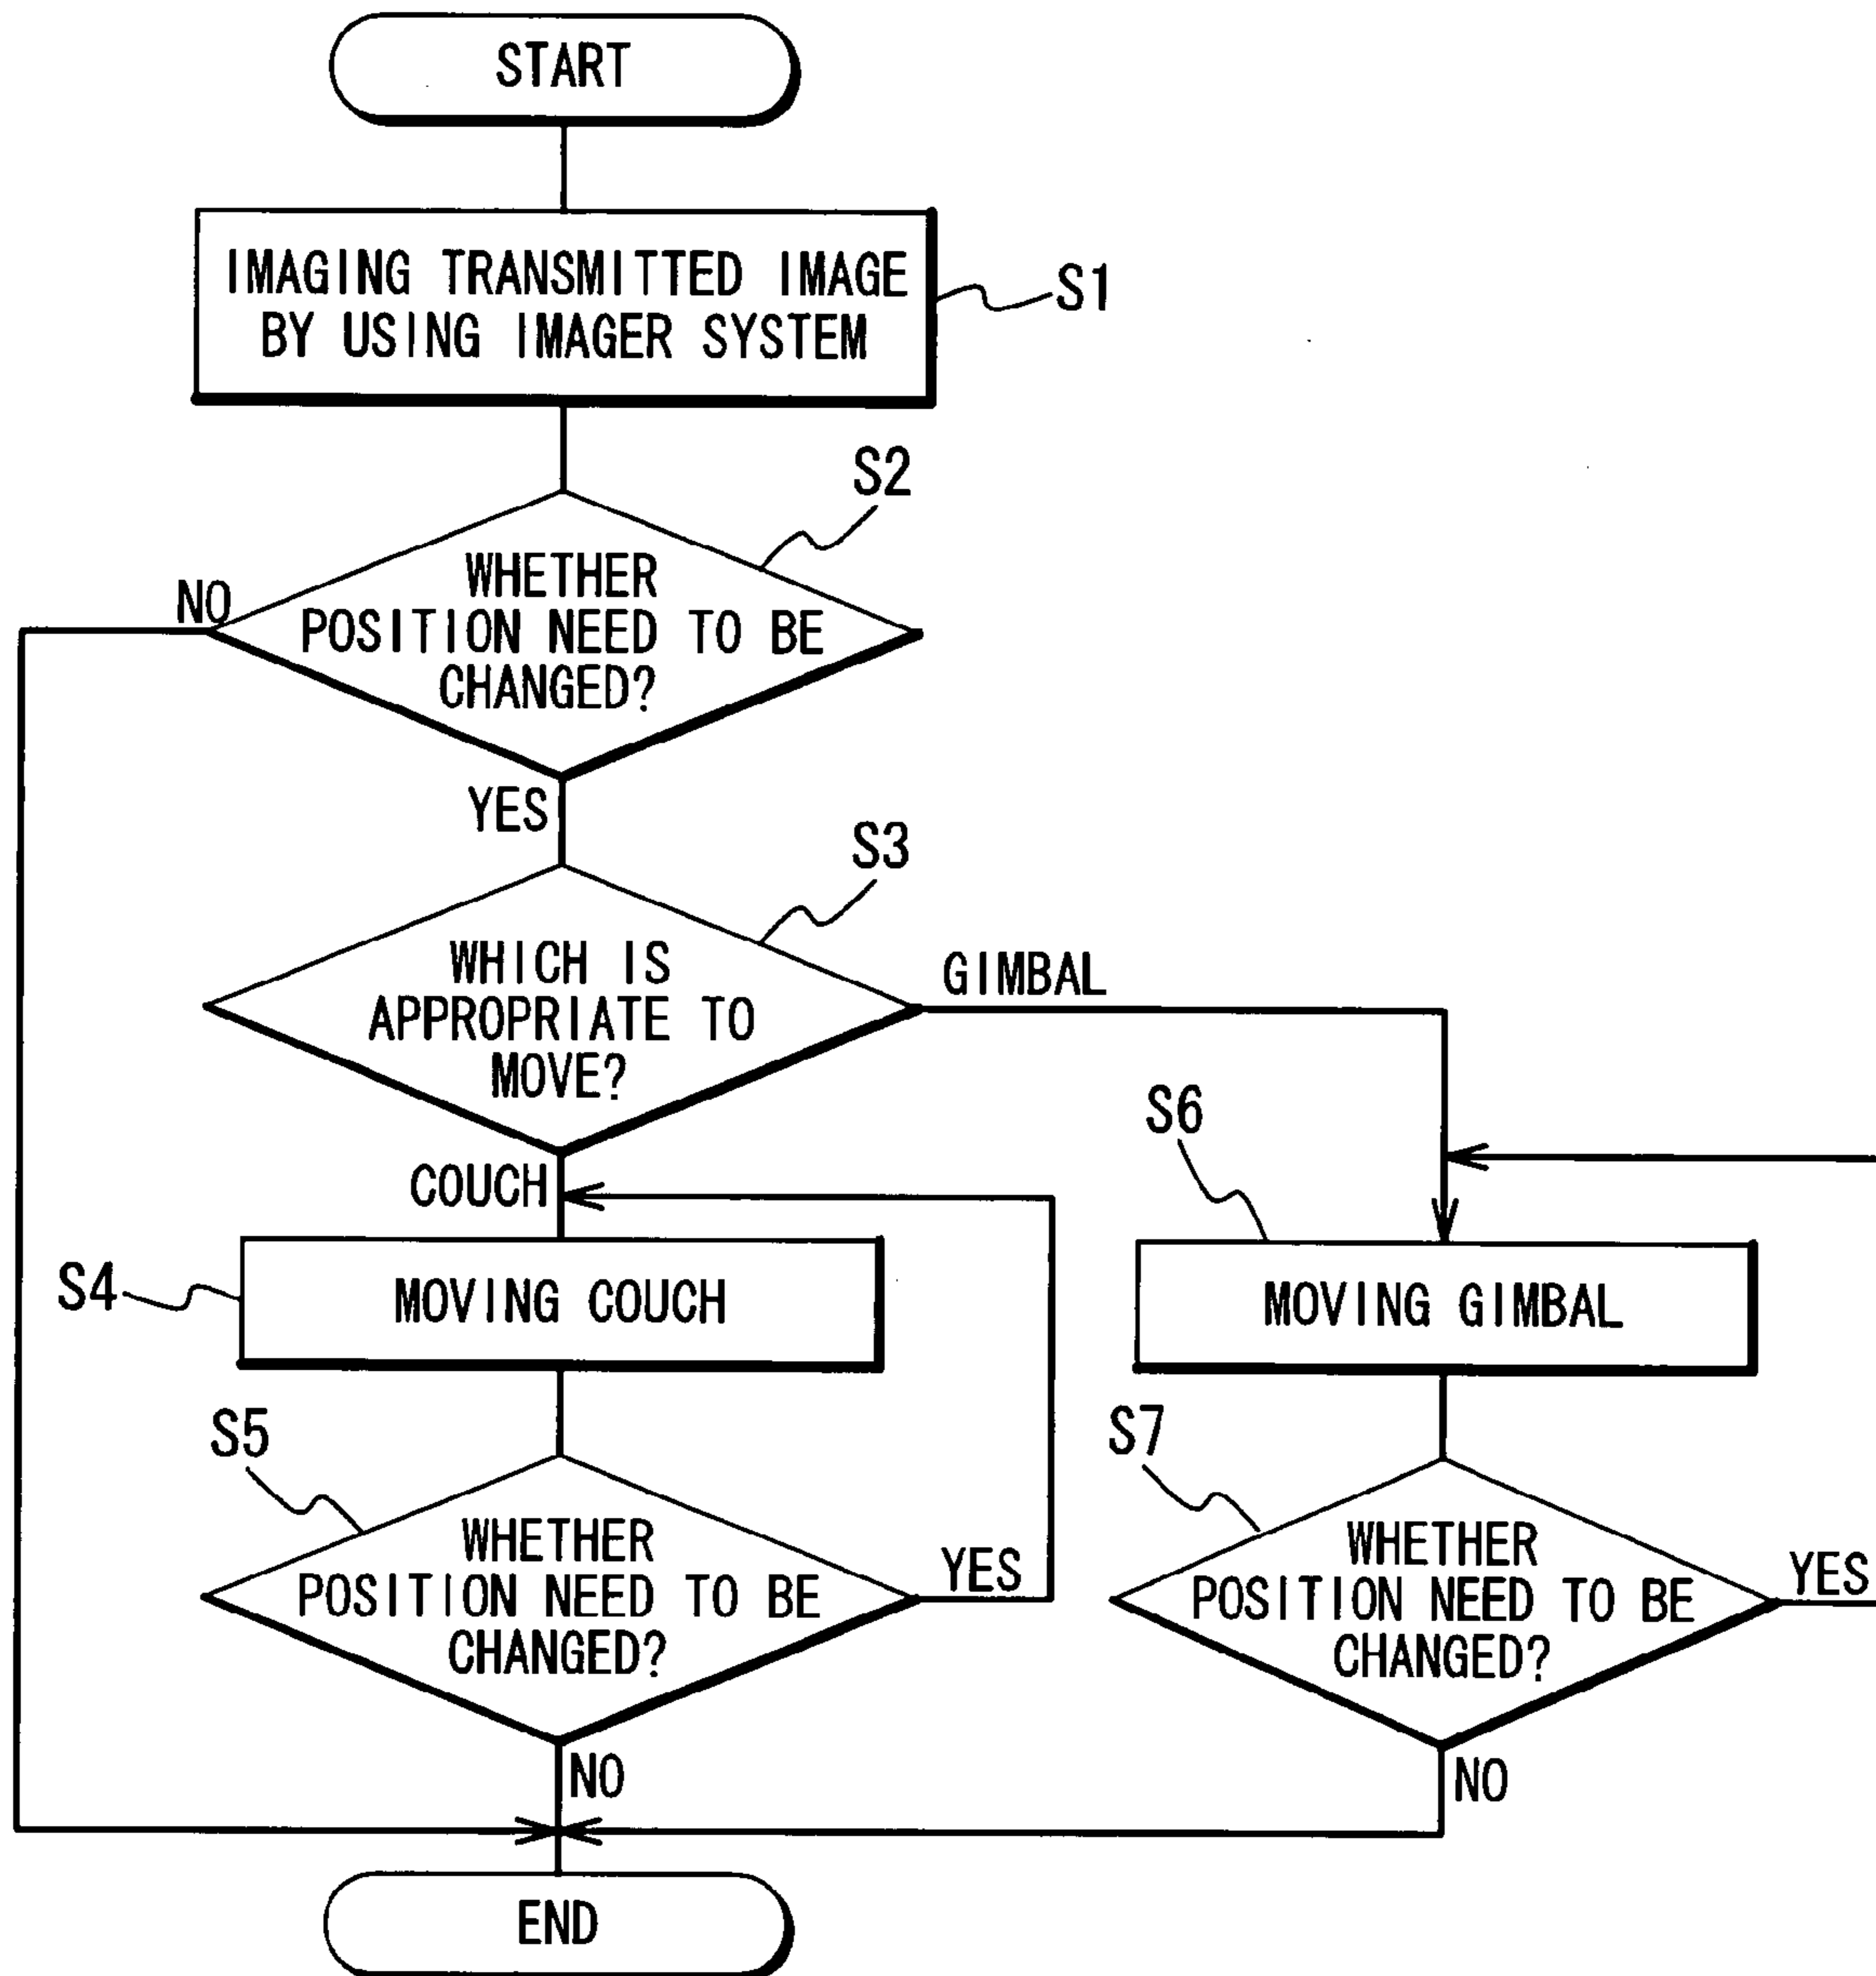 START
IMAGING TRANSMITTED IMAGE
BY USING IMAGER SYSTEM
S1
S2
WHETHER
POSITION NEED TO BE
CHANGED?
NO
YES
S3
WHICH IS
APPROPRIATE TO
MOVE?
GIMBAL
COUCH
S4
MOVING COUCH
S5
WHETHER
POSITION NEED TO BE
CHANGED?
YES
NO
S6
MOVING GIMBAL
S7
WHETHER
POSITION NEED TO BE
CHANGED?
YES
NO
END